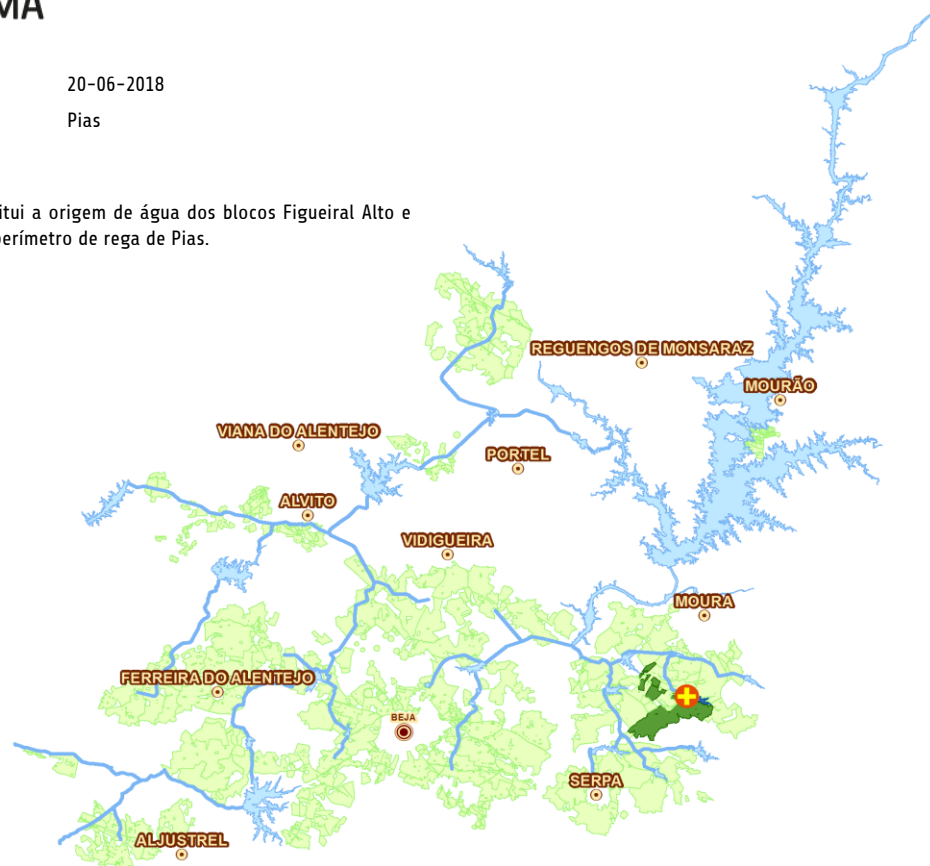 MA
20-06-2018
Pias
itui a origem de água dos blocos Figueiral Alto e
perímetro de rega de Pias.
REGUENGOS DE MONSARAZ
MOURÃO
VIANA DO ALENTEJO
PORTEL
ALVITO
VIDIGUEIRA
MOURA
FERREIRA DO ALENTEJO
BEJA
SERPA
ALJUSTREL